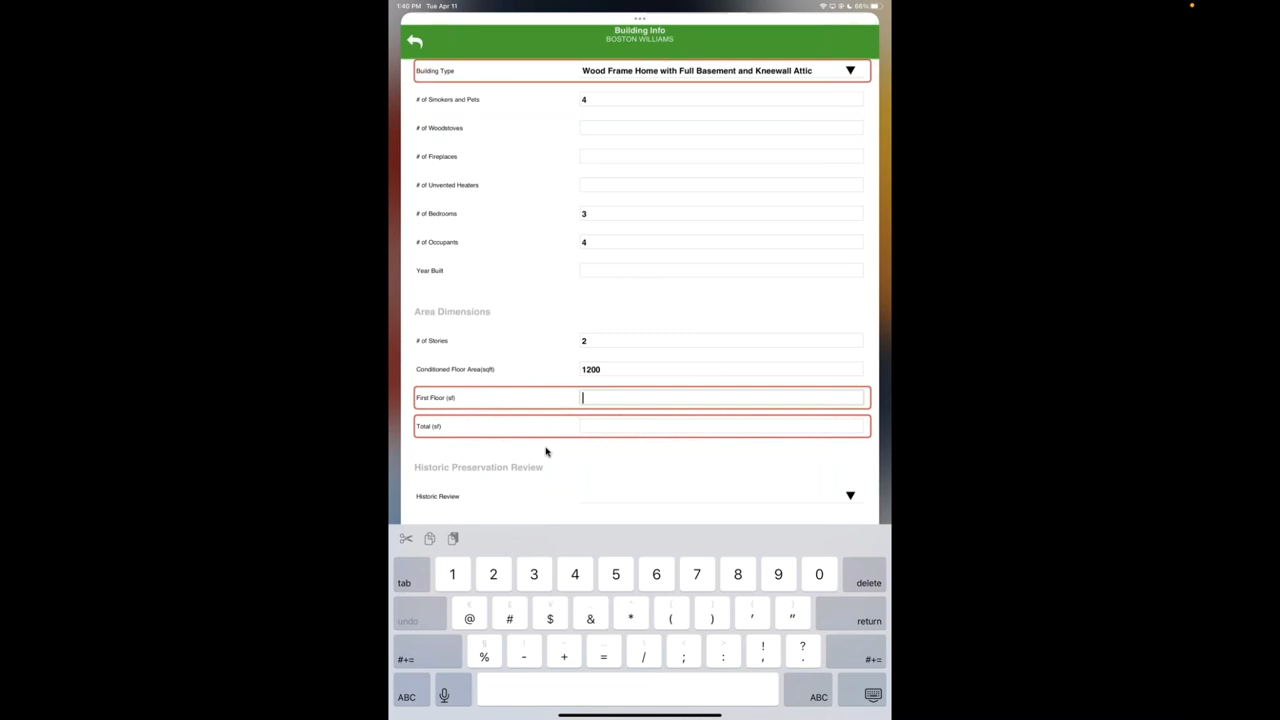 1:40 PM Tue Apr 11
66%
Building Info
BOSTON WILLIAMS
Building Type Wood Frame Home with Full Basement and Kneewall Attic
# of Smokers and Pets 4
# of Woodstoves
# of Fireplaces
# of Unvented Heaters
# of Bedrooms 3
# of Occupants 4
Year Built
Area Dimensions
# of Stories 2
Conditioned Floor Area(sqft) 1200
First Floor (sf)
Total (sf)
Historic Preservation Review
Historic Review
tab 1 2 3 4 5 6 7 8 9 0 delete
undo @ # $ & * ( ) ' " return
#+= % - + = / ; : ! , ? . #+=
ABC ABC